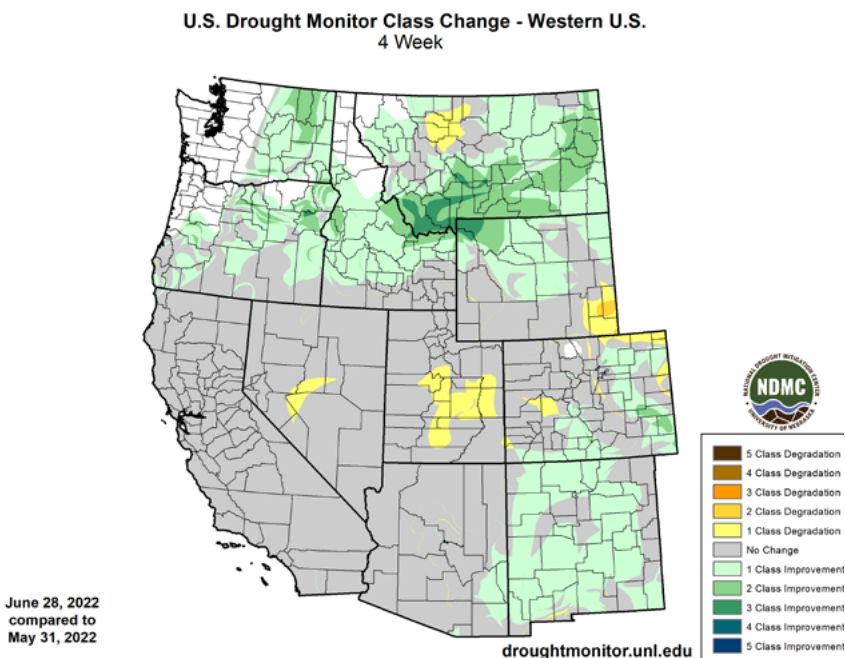 U.S. Drought Monitor Class Change - Western U.S.
4 Week
NATIONAL DROUGHT MITIGATION CENTER
NDMC
UNIVERSITY OF NEBRASKA
5 Class Degradation
4 Class Degradation
3 Class Degradation
2 Class Degradation
1 Class Degradation
No Change
1 Class Improvement
2 Class Improvement
3 Class Improvement
4 Class Improvement
5 Class Improvement
June 28, 2022
compared to
May 31, 2022
droughtmonitor.unl.edu